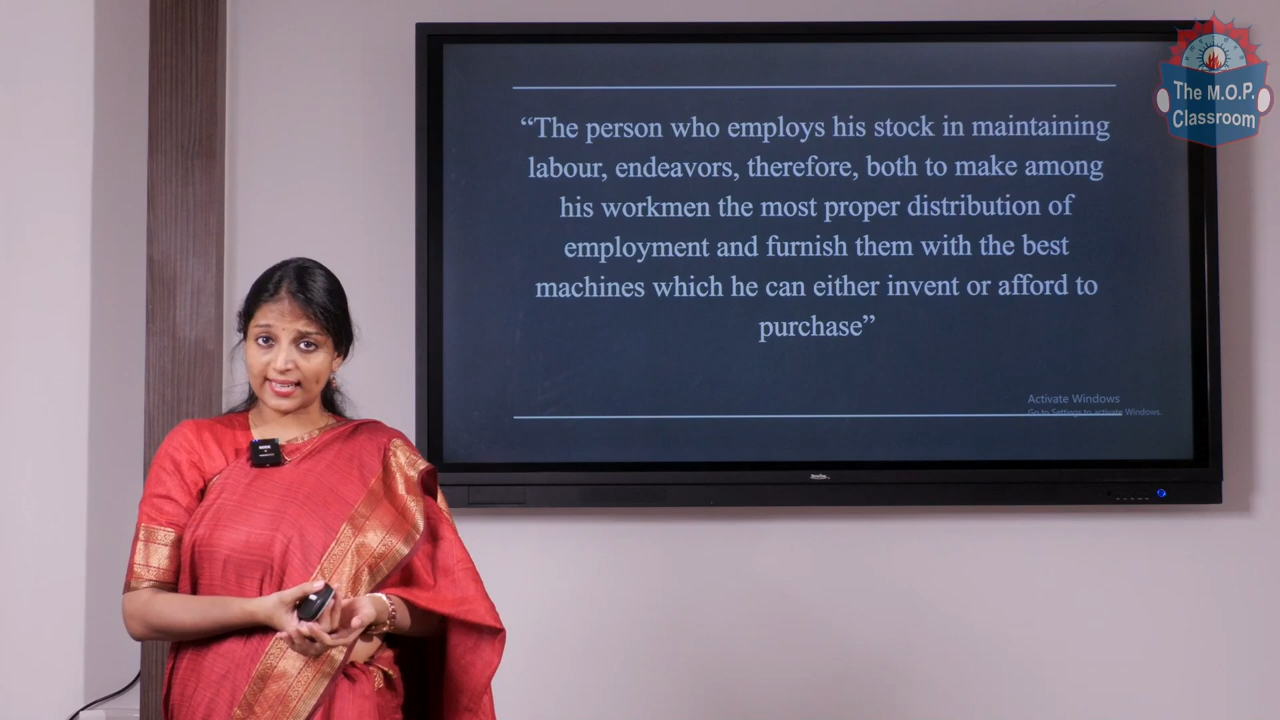 “The person who employs his stock in maintaining
labour, endeavors, therefore, both to make among
his workmen the most proper distribution of
employment and furnish them with the best
machines which he can either invent or afford to
purchase”
Activate Windows
Go to Settings to activate Windows.
The M.O.P.
Classroom